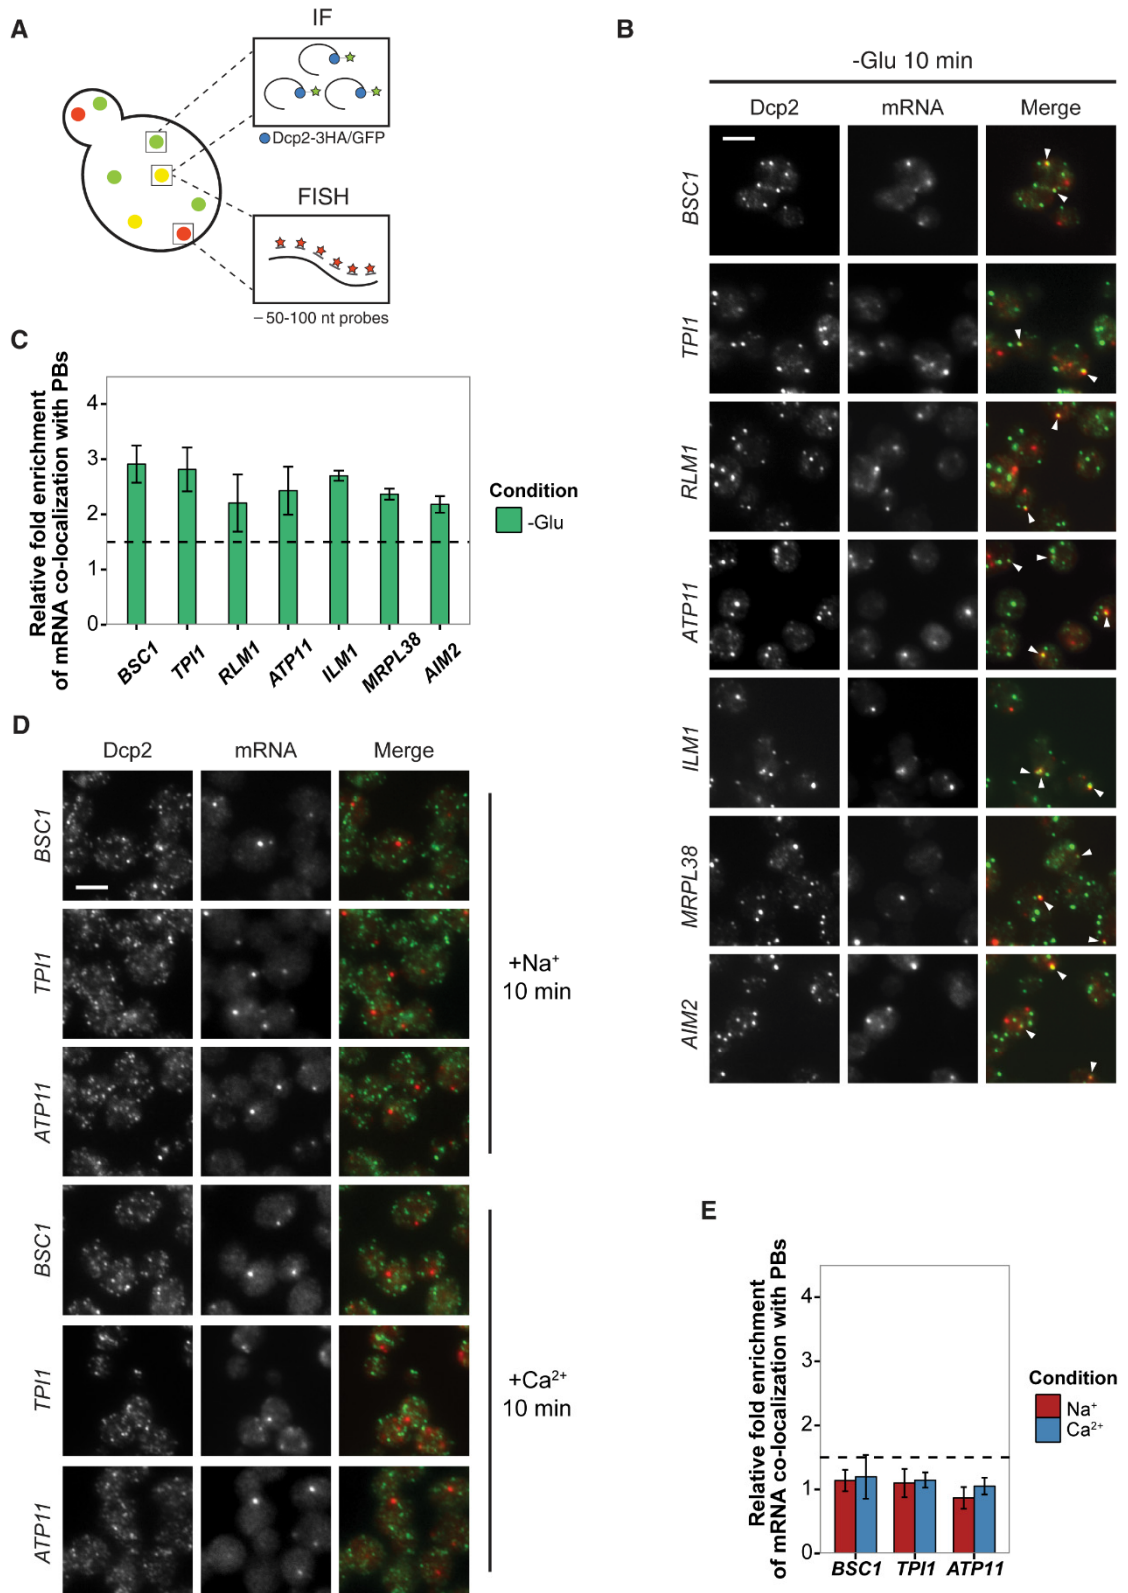 A
IF
Dcp2-3HA/GFP
FISH
50-100 nt probes
B
-Glu 10 min
Dcp2 mRNA Merge
BSC1
TPI1
RLM1
ATP11
ILM1
MRPL38
AIM2
C
Relative fold enrichment
of mRNA co-localization with PBs
4
3
2
1
0
BSC1 TPI1 RLM1 ATP11 ILM1 MRPL38 AIM2
Condition
-Glu
D
Dcp2 mRNA Merge
BSC1
TPI1
ATP11
+Na⁺
10 min
BSC1
TPI1
ATP11
+Ca²⁺
10 min
E
Relative fold enrichment
of mRNA co-localization with PBs
4
3
2
1
0
BSC1 TPI1 ATP11
Condition
Na⁺
Ca²⁺